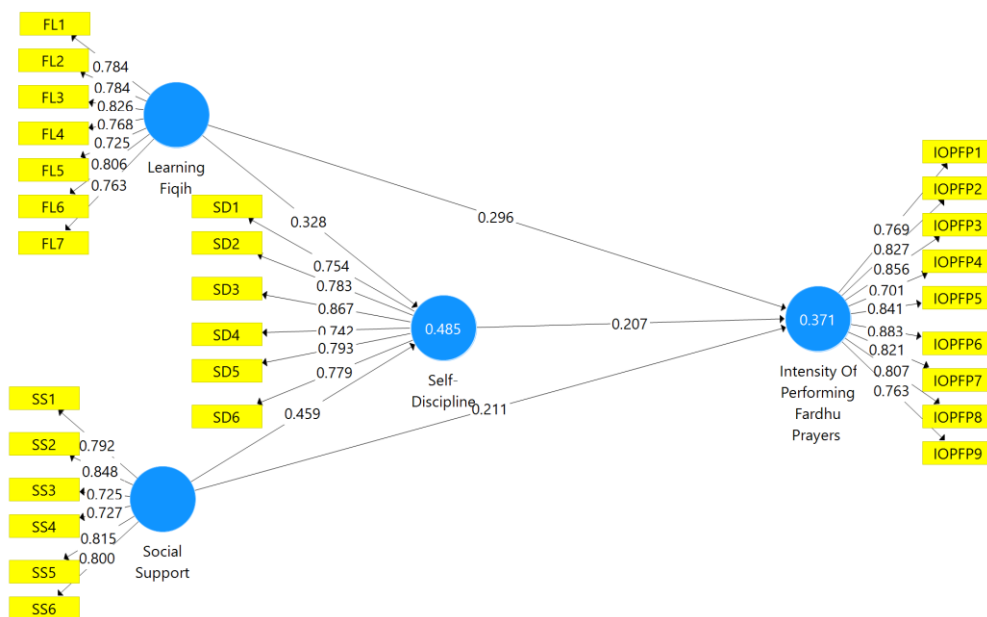 FL1
FL2
FL3
FL4
FL5
FL6
FL7
0.784
0.784
0.826
0.768
0.725
0.806
0.763
Learning
Fiqih
SD1
SD2
SD3
SD4
SD5
SD6
0.754
0.783
0.867
0.742
0.793
0.779
0.485
Self-
Discipline
SS1
SS2
SS3
SS4
SS5
SS6
0.792
0.848
0.725
0.727
0.815
0.800
Social
Support
0.328
0.296
0.459
0.207
0.211
0.371
Intensity Of
Performing
Fardhu
Prayers
0.769
0.827
0.856
0.701
0.841
0.883
0.821
0.807
0.763
IOPFP1
IOPFP2
IOPFP3
IOPFP4
IOPFP5
IOPFP6
IOPFP7
IOPFP8
IOPFP9